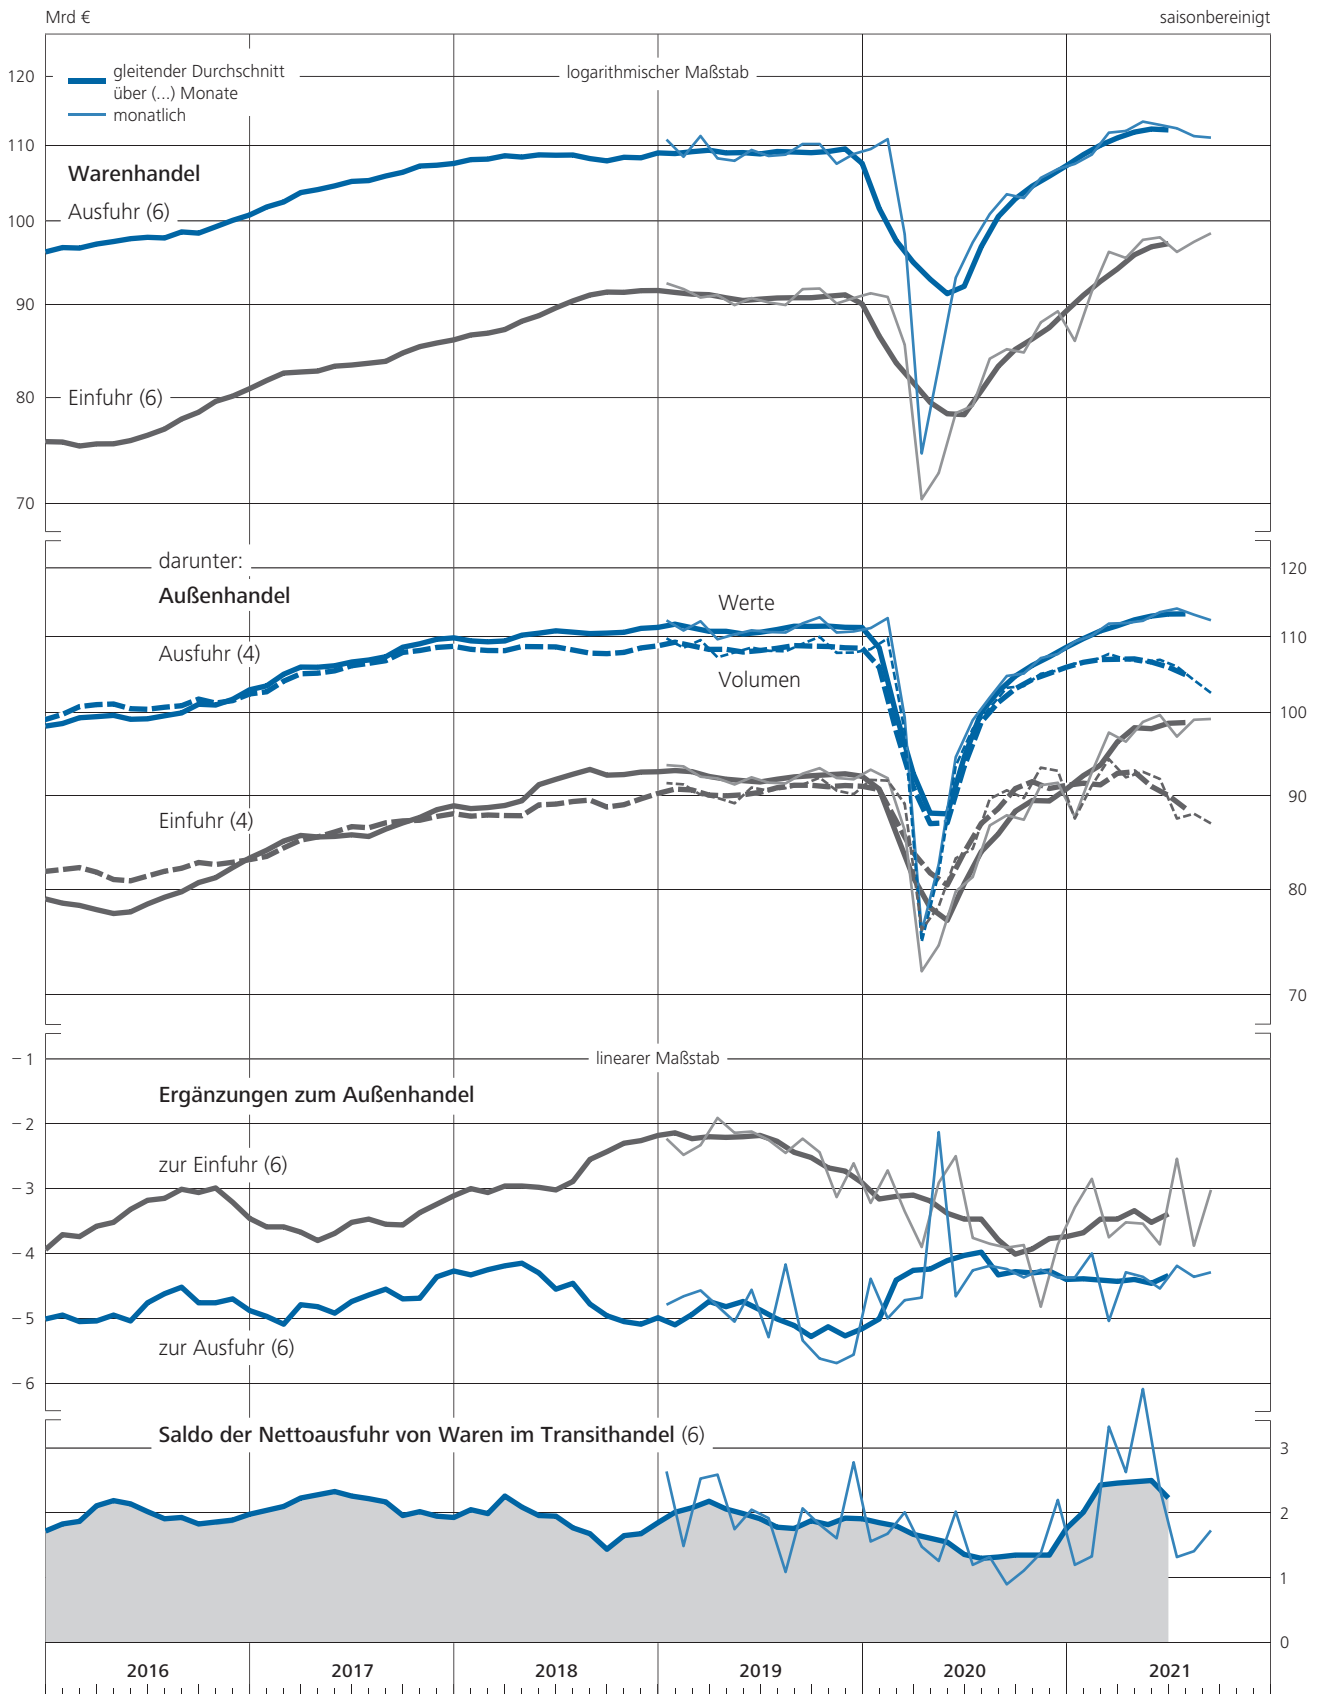 Mrd €
saisonbereinigt
120
gleitender Durchschnitt
über (...) Monate
monatlich
logarithmischer Maßstab
110
Warenhandel
Ausfuhr (6)
100
90
Einfuhr (6)
80
70
darunter:
120
Außenhandel
Werte
110
Ausfuhr (4)
Volumen
100
90
Einfuhr (4)
80
70
− 1
linearer Maßstab
Ergänzungen zum Außenhandel
− 2
zur Einfuhr (6)
− 3
− 4
− 5
zur Ausfuhr (6)
− 6
Saldo der Nettoausfuhr von Waren im Transithandel (6)
3
2
1
0
2016 2017 2018 2019 2020 2021